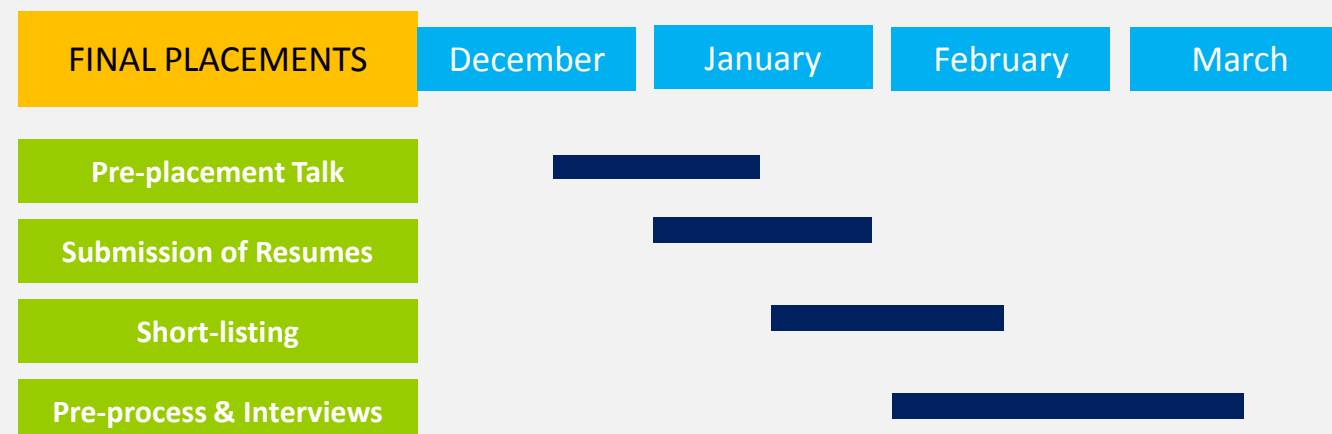 FINAL PLACEMENTS December January February March
Pre-placement Talk
Submission of Resumes
Short-listing
Pre-process & Interviews